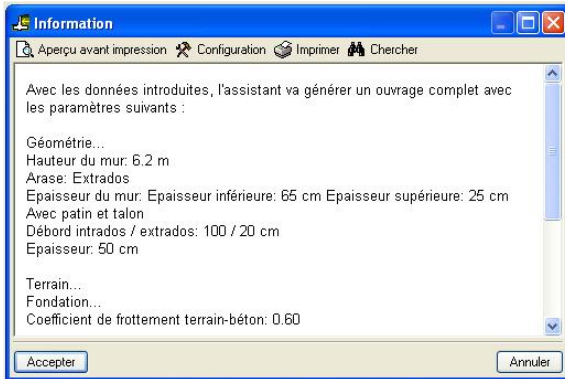 Information
Aperçu avant impression Configuration Imprimer Chercher
Avec les données introduites, l'assistant va générer un ouvrage complet avec
les paramètres suivants :
Géométrie...
Hauteur du mur: 6.2 m
Arase: Extrados
Epaisseur du mur: Epaisseur inférieure: 65 cm Epaisseur supérieure: 25 cm
Avec patin et talon
Débord intrados / extrados: 100 / 20 cm
Epaisseur: 50 cm
Terrain...
Fondation...
Coefficient de frottement terrain-béton: 0.60
Accepter Annuler